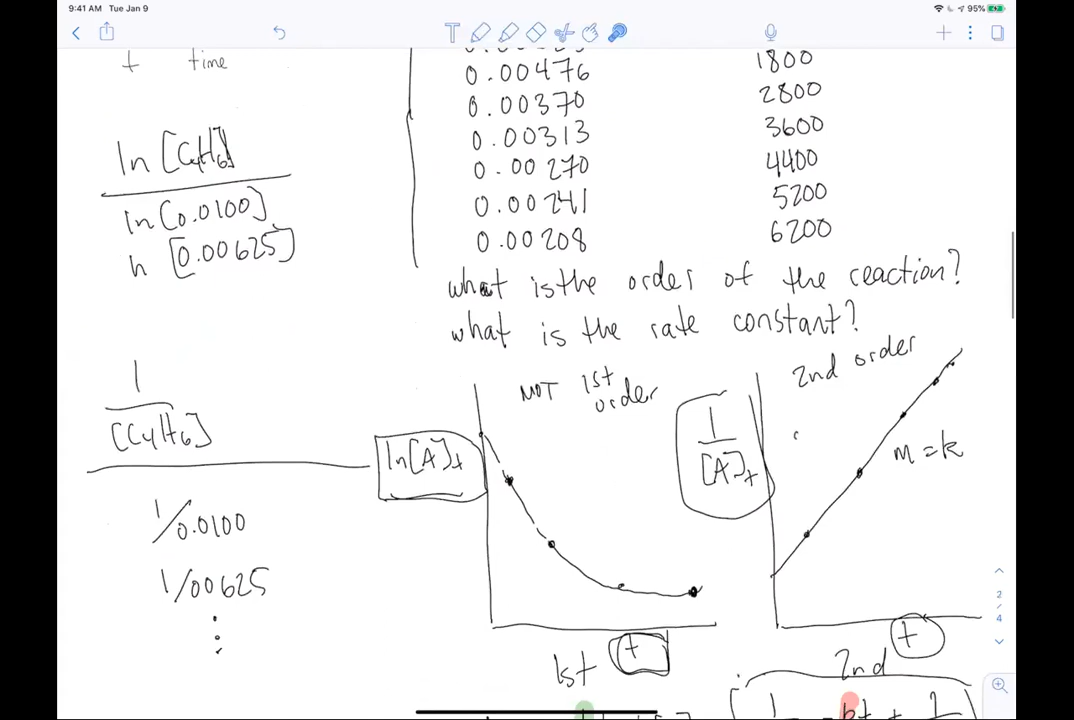 9:41 AM Tue Jan 9
95%
T
t time
0.00476 1800
0.00370 2800
0.00313 3600
0.00270 4400
0.00241 5200
0.00208 6200
ln [C4H6]
ln [0.0100]
n [0.00625]
what is the order of the reaction?
what is the rate constant?
1
[C4H6]
1/0.0100
1/00625
NOT 1st
order
ln[A]t
t
1st
2nd order
1
[A]t
m = k
t
2nd
2
/
4